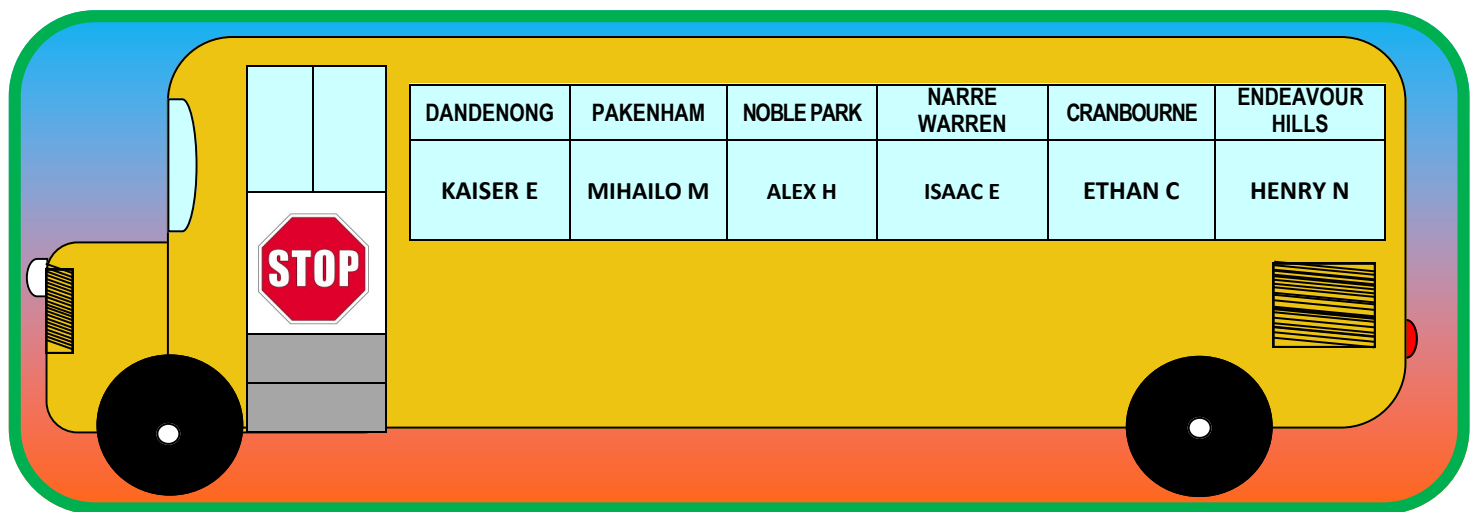 DANDENONG PAKENHAM NOBLE PARK NARRE WARREN CRANBOURNE ENDEAVOUR HILLS
KAISER E MIHAILO M ALEX H ISAAC E ETHAN C HENRY N
STOP